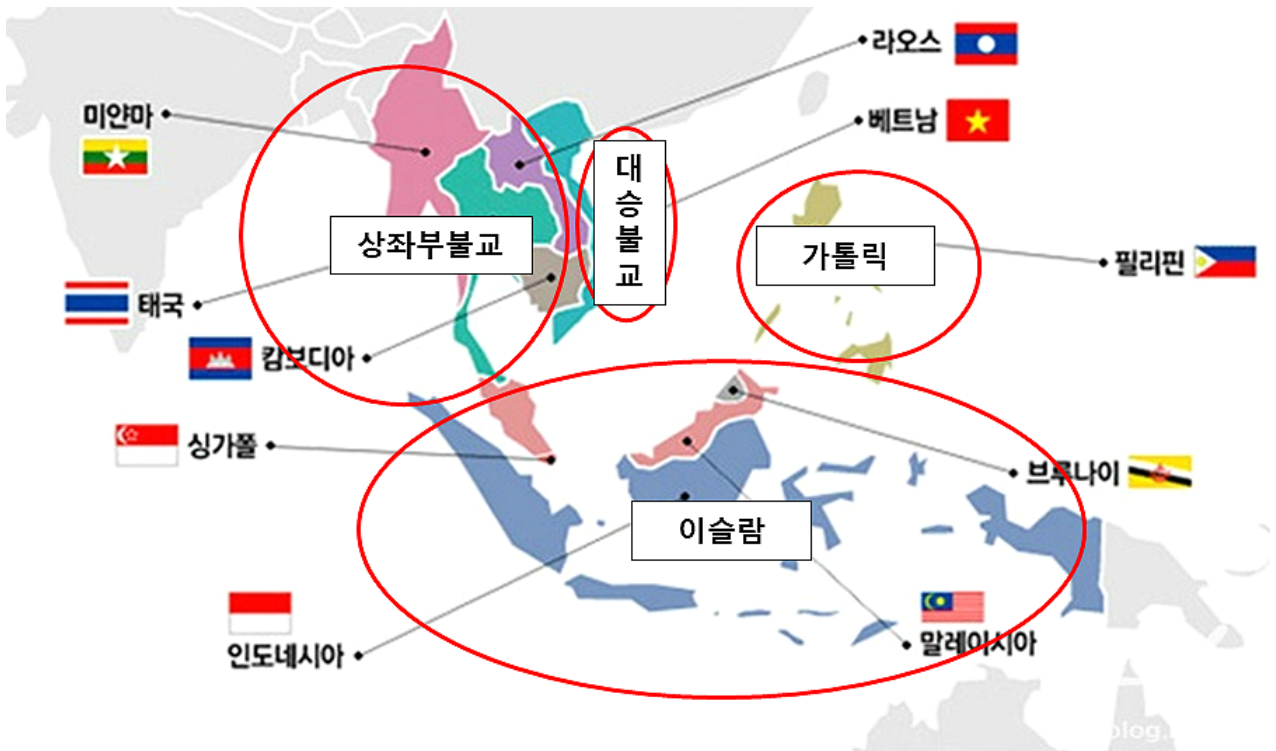 라오스
미얀마
베트남
대승불교
상좌부불교
가톨릭
필리핀
태국
캄보디아
싱가폴
브루나이
이슬람
인도네시아
말레이시아
blog.